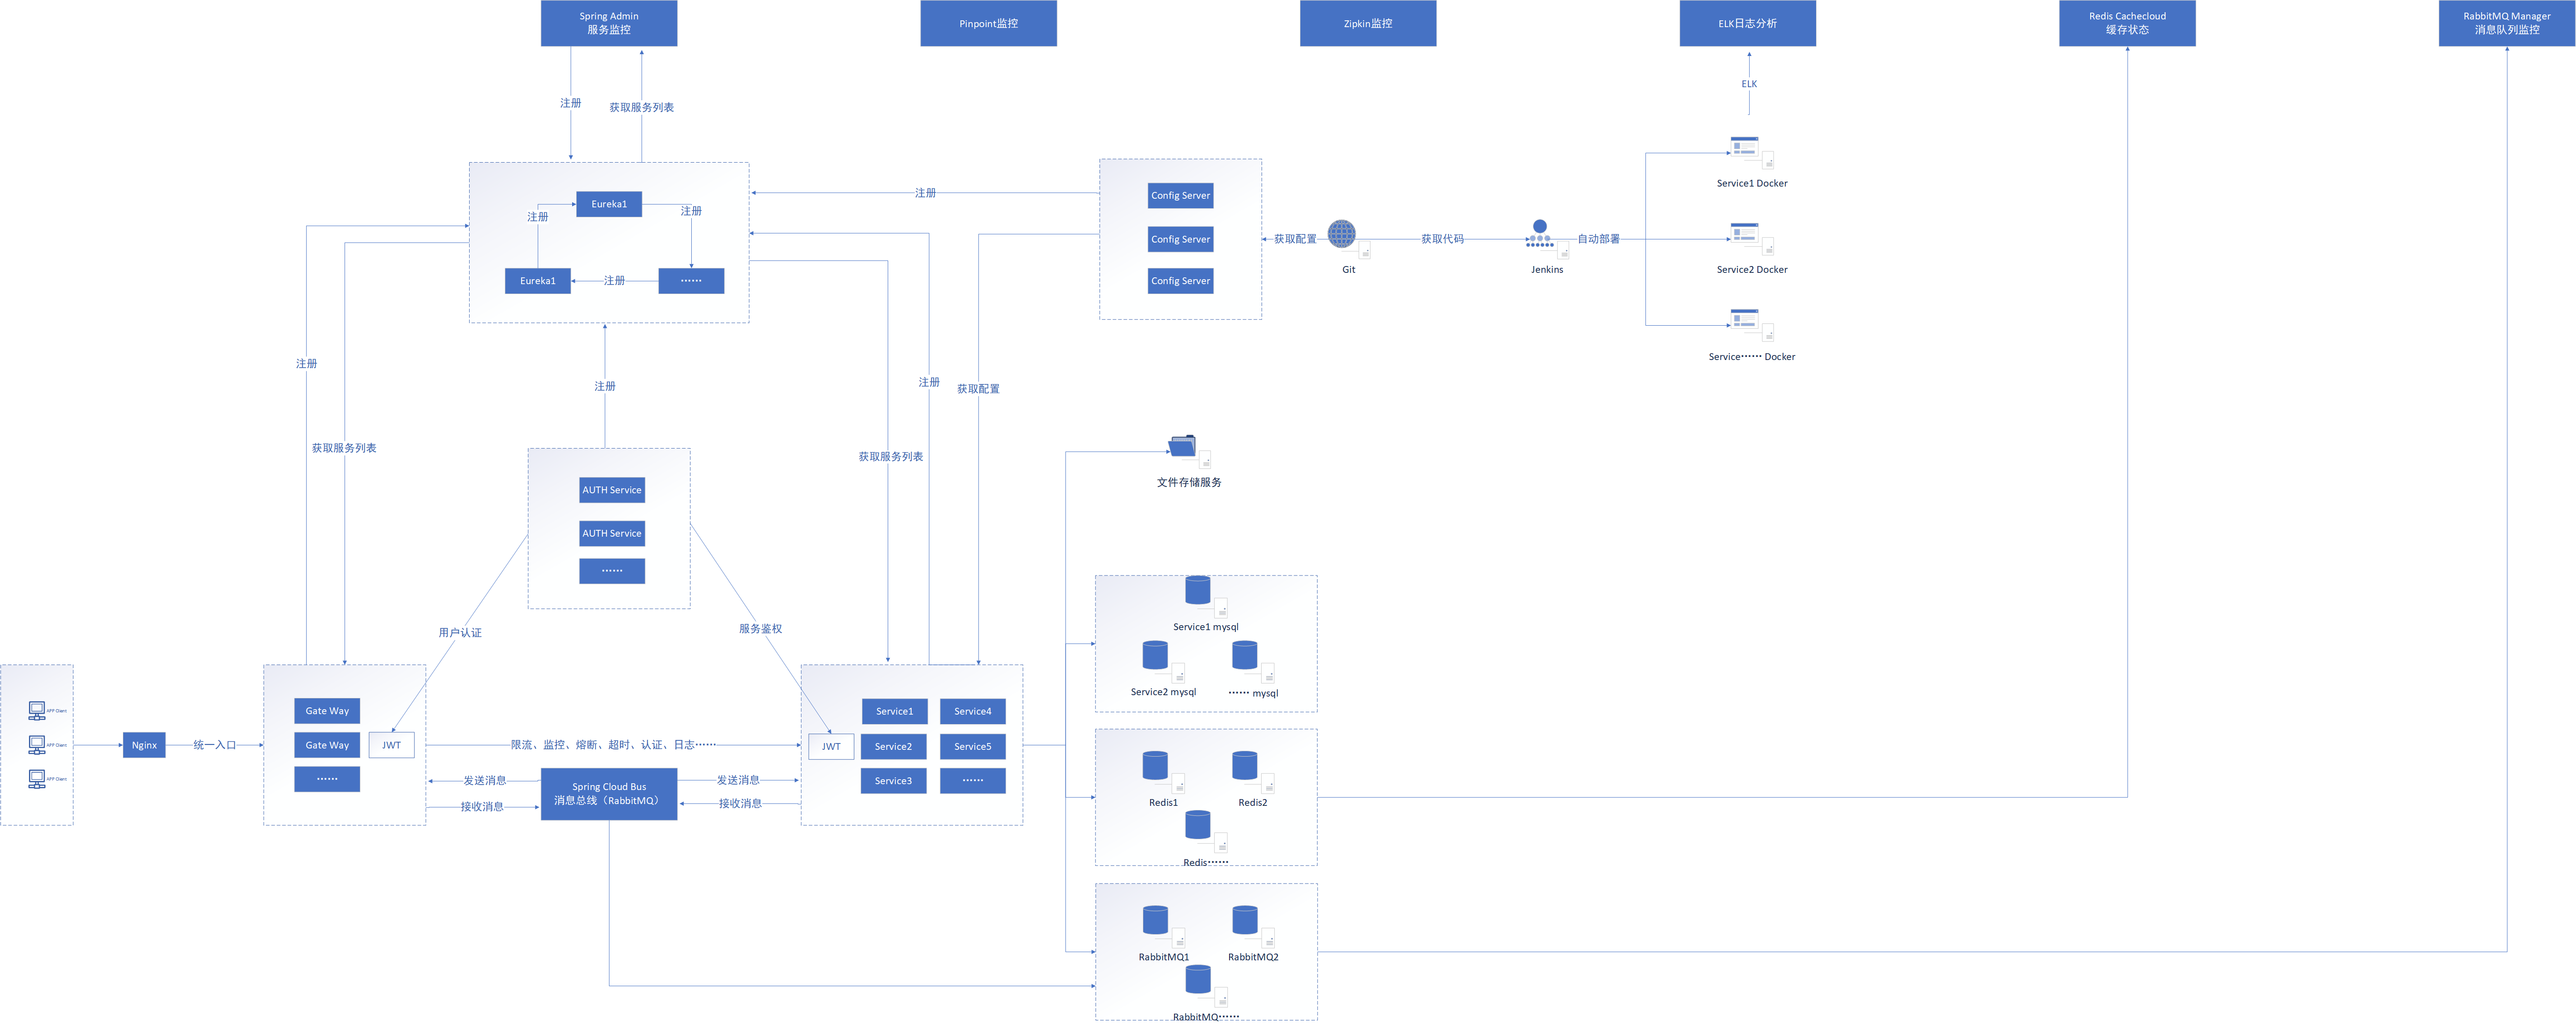 Spring Admin
服务监控
Pinpoint监控
Zipkin监控
ELK日志分析
Redis Cachecloud
缓存状态
RabbitMQ Manager
消息队列监控
注册
获取服务列表
ELK
Eureka1
注册
注册
Eureka1
注册
······
注册
Config Server
Config Server
Config Server
获取配置
Git
获取代码
Jenkins
自动部署
Service1 Docker
Service2 Docker
Service······ Docker
注册
获取服务列表
注册
获取服务列表
注册
获取配置
AUTH Service
AUTH Service
······
用户认证
服务鉴权
文件存储服务
APP Client
APP Client
APP Client
Nginx
统一入口
Gate Way
Gate Way
······
JWT
限流、监控、熔断、超时、认证、日志······
发送消息
接收消息
Spring Cloud Bus
消息总线（RabbitMQ）
发送消息
接收消息
JWT
Service1
Service4
Service2
Service5
Service3
······
Service1 mysql
Service2 mysql
······ mysql
Redis1
Redis2
Redis······
RabbitMQ1
RabbitMQ2
RabbitMQ······